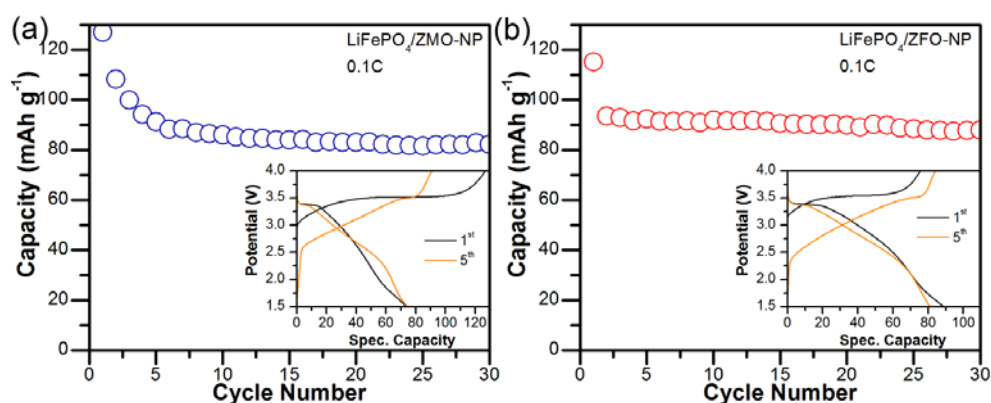 (a)
LiFePO4/ZMO-NP
0.1C
Capacity (mAh g-1)
120
100
80
60
40
20
0
0 5 10 15 20 25 30
Cycle Number
Potential (V)
4.0
3.5
3.0
2.5
2.0
1.5
1st
5th
0 20 40 60 80 100 120
Spec. Capacity
(b)
LiFePO4/ZFO-NP
0.1C
Capacity (mAh g-1)
120
100
80
60
40
20
0
0 5 10 15 20 25 30
Cycle Number
Potential (V)
4.0
3.5
3.0
2.5
2.0
1.5
1st
5th
0 20 40 60 80 100
Spec. Capacity